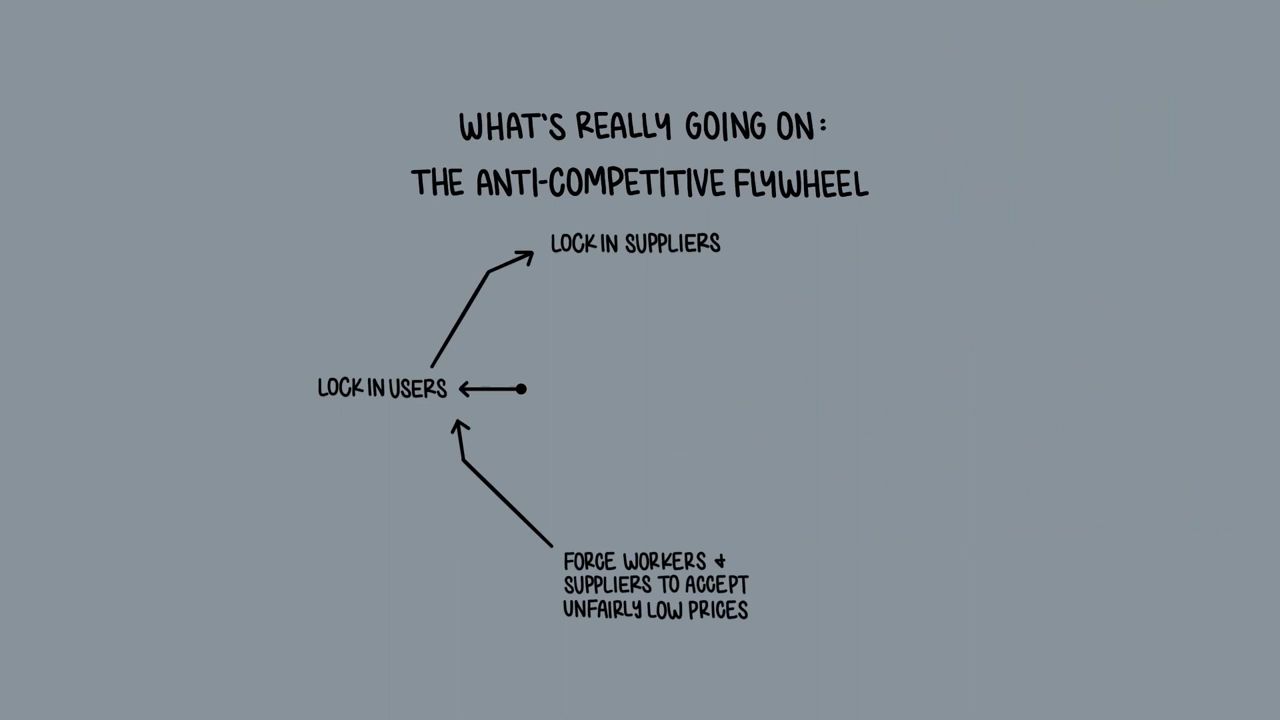 WHAT'S REALLY GOING ON:
THE ANTI-COMPETITIVE FLYWHEEL
LOCK IN SUPPLIERS
LOCK IN USERS
FORCE WORKERS +
SUPPLIERS TO ACCEPT
UNFAIRLY LOW PRICES